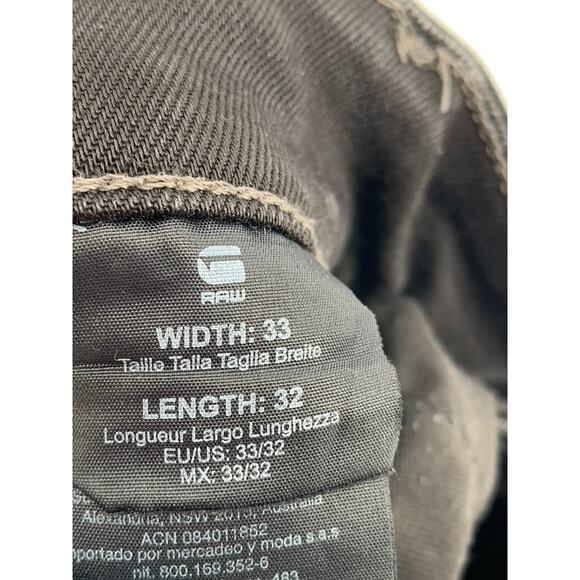 RAW
WIDTH: 33
Taille Talla Taglia Breite
LENGTH: 32
Longueur Largo Lunghezza
EU/US: 33/32
MX: 33/32
Alexandria, NSW 2015, Australia
ACN 084011852
portado por mercadeo y moda s a s
nit. 800.169.352-6
483